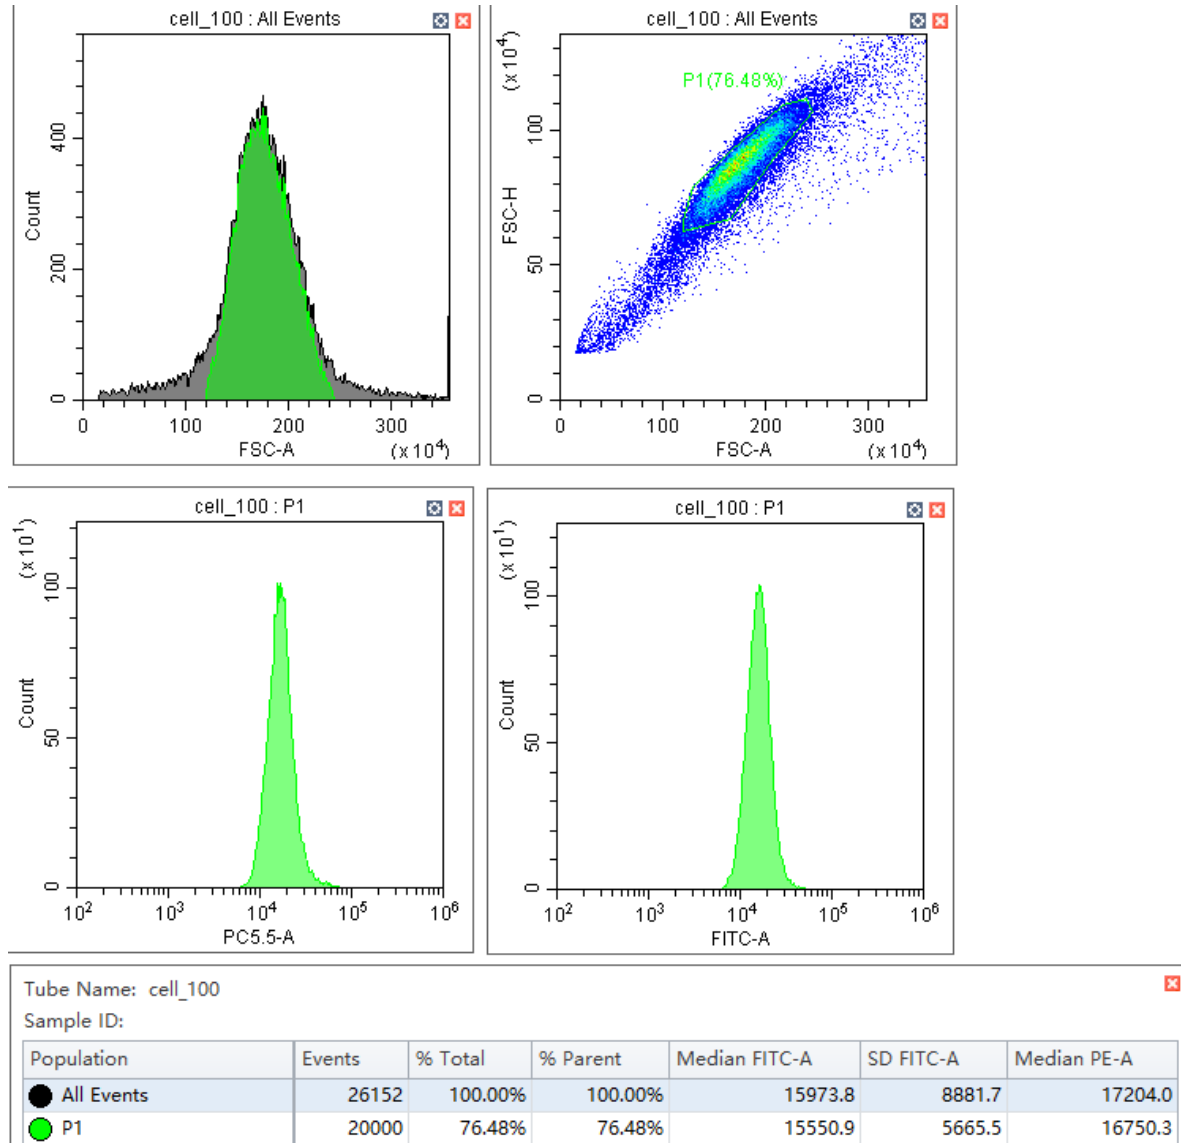 cell_100 : All Events
Count
400
200
0
0 100 200 300
FSC-A (x 10⁴)
cell_100 : All Events
(x 10⁴)
FSC-H
P1(76.48%)
100
50
0
0 100 200 300
FSC-A (x 10⁴)
cell_100 : P1
(x 10¹)
Count
100
50
0
10² 10³ 10⁴ 10⁵ 10⁶
PC5.5-A
cell_100 : P1
(x 10¹)
Count
100
50
0
10² 10³ 10⁴ 10⁵ 10⁶
FITC-A
Tube Name: cell_100
Sample ID:
Population Events % Total % Parent Median FITC-A SD FITC-A Median PE-A
All Events 26152 100.00% 100.00% 15973.8 8881.7 17204.0
P1 20000 76.48% 76.48% 15550.9 5665.5 16750.3